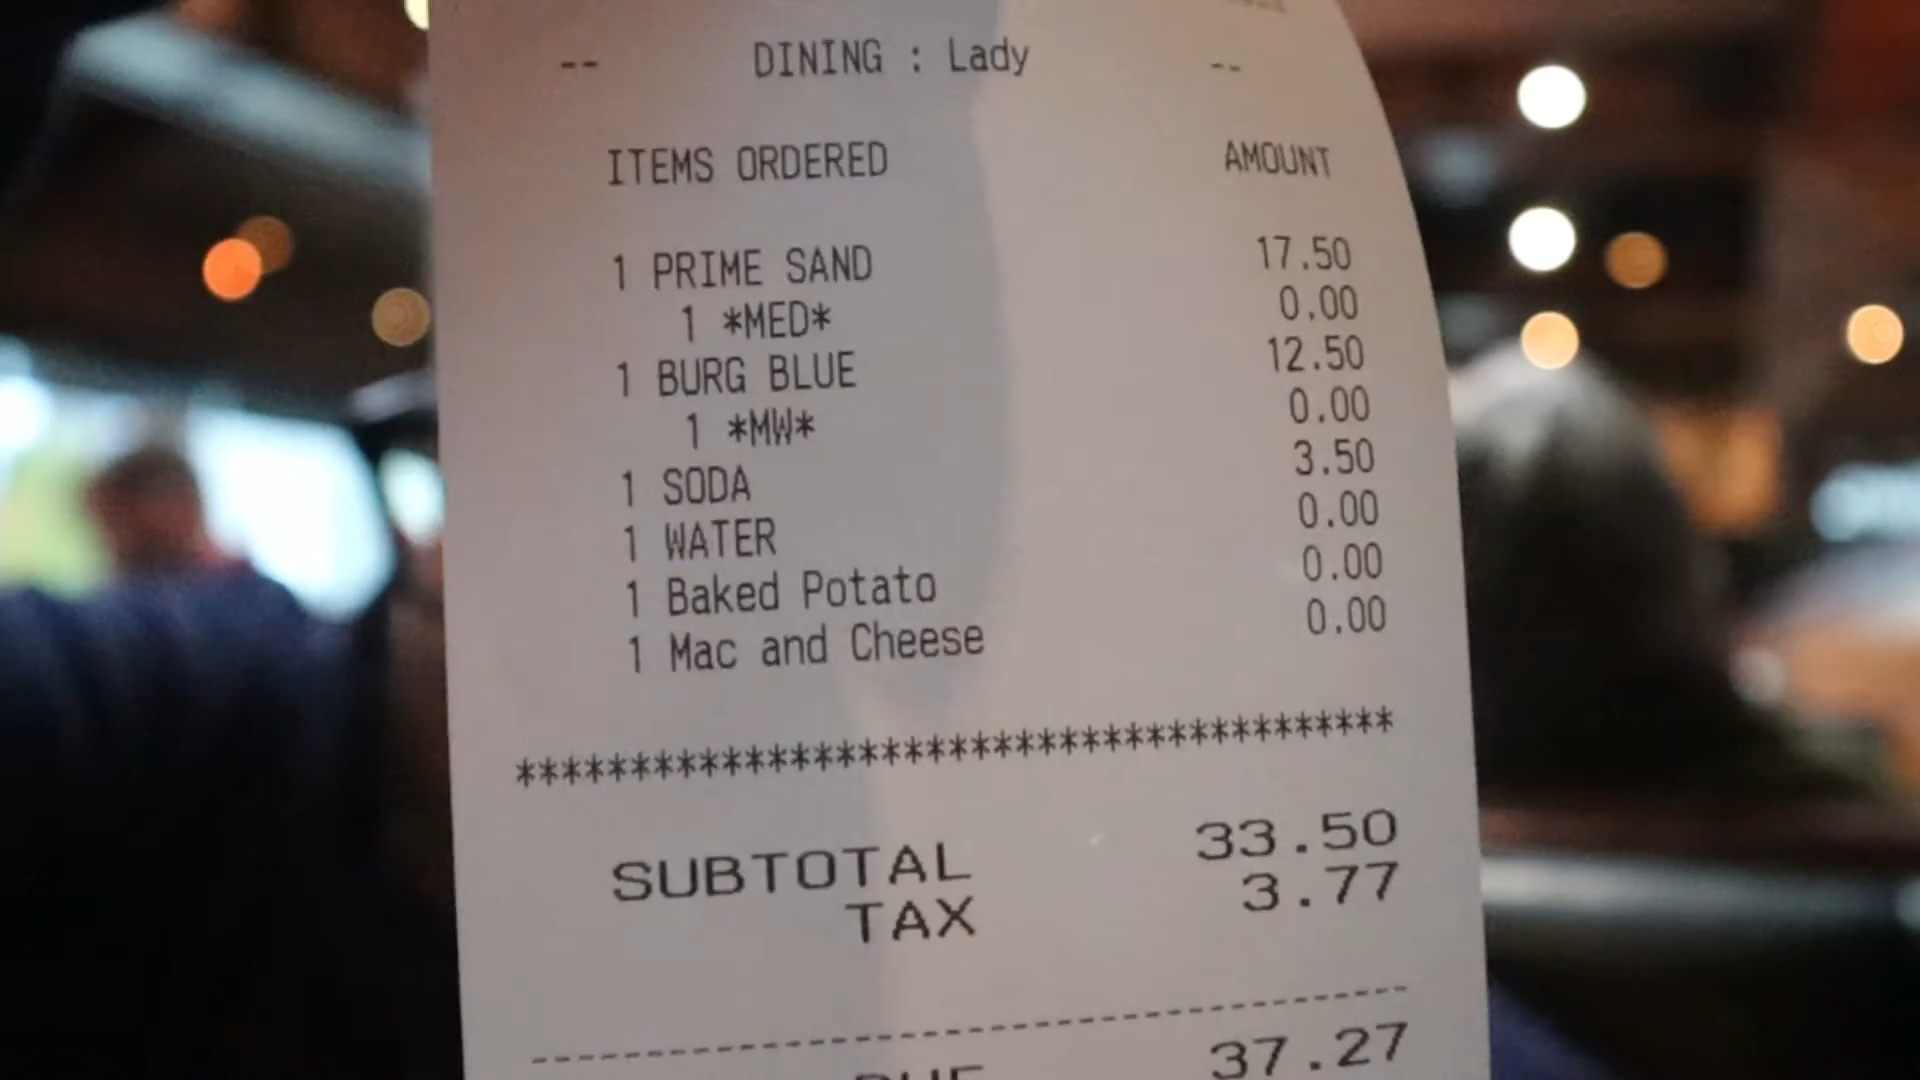 -- DINING : Lady --
ITEMS ORDERED AMOUNT
1 PRIME SAND 17.50
1 *MED* 0.00
1 BURG BLUE 12.50
1 *MW* 0.00
1 SODA 3.50
1 WATER 0.00
1 Baked Potato 0.00
1 Mac and Cheese 0.00
**************************************
SUBTOTAL 33.50
TAX 3.77
--------------------------------------
DUE 37.27